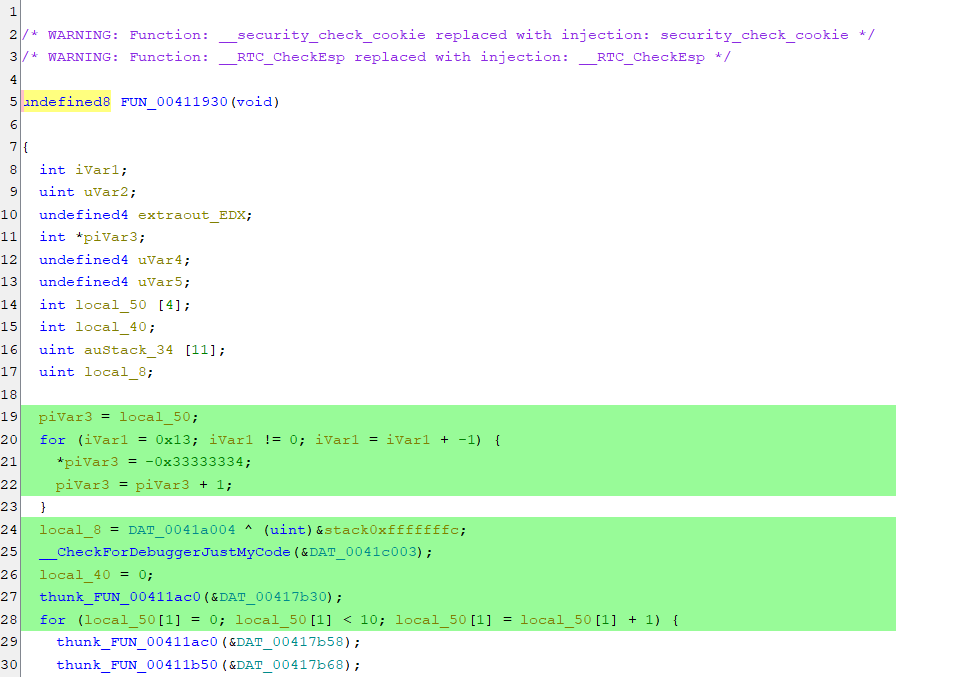 1
2 /* WARNING: Function: __security_check_cookie replaced with injection: security_check_cookie */
3 /* WARNING: Function: __RTC_CheckEsp replaced with injection: __RTC_CheckEsp */
4
5 undefined8 FUN_00411930(void)
6
7 {
8   int iVar1;
9   uint uVar2;
10   undefined4 extraout_EDX;
11   int *piVar3;
12   undefined4 uVar4;
13   undefined4 uVar5;
14   int local_50 [4];
15   int local_40;
16   uint auStack_34 [11];
17   uint local_8;
18
19   piVar3 = local_50;
20   for (iVar1 = 0x13; iVar1 != 0; iVar1 = iVar1 + -1) {
21     *piVar3 = -0x33333334;
22     piVar3 = piVar3 + 1;
23   }
24   local_8 = DAT_0041a004 ^ (uint)&stack0xfffffffc;
25   __CheckForDebuggerJustMyCode(&DAT_0041c003);
26   local_40 = 0;
27   thunk_FUN_00411ac0(&DAT_00417b30);
28   for (local_50[1] = 0; local_50[1] < 10; local_50[1] = local_50[1] + 1) {
29     thunk_FUN_00411ac0(&DAT_00417b58);
30     thunk_FUN_00411b50(&DAT_00417b68);